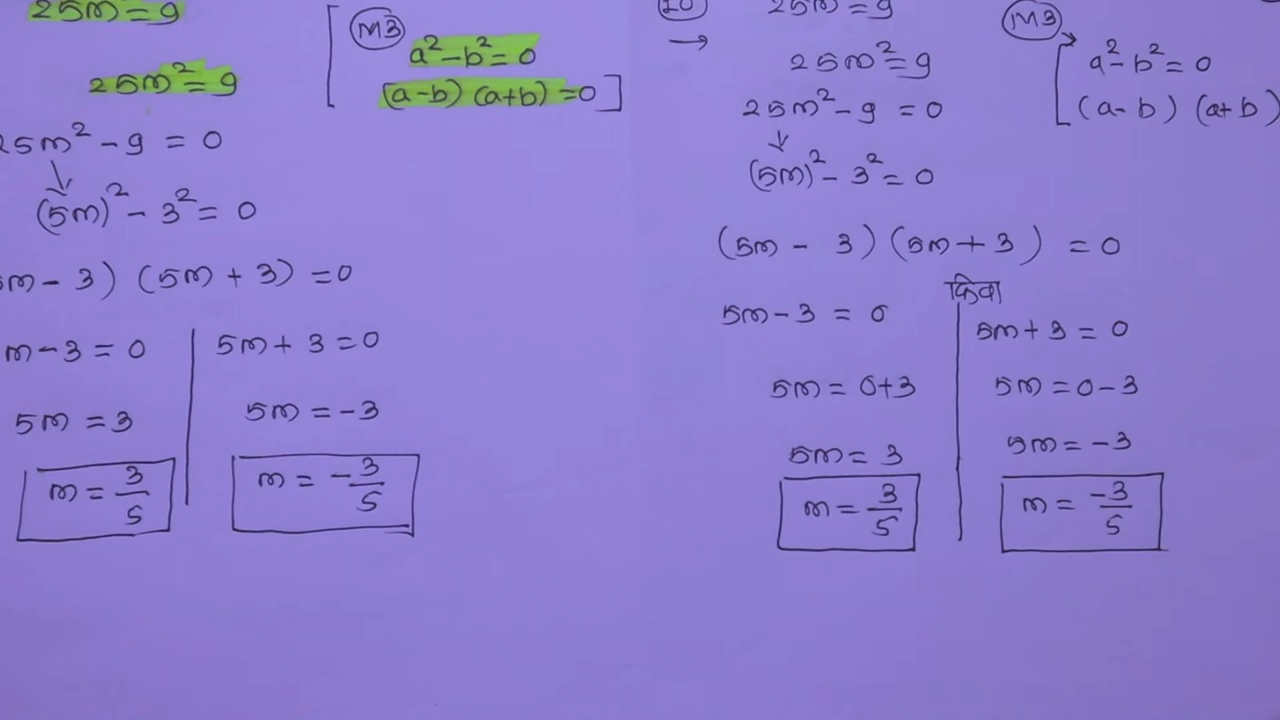 25m = 9
M3
a² - b² = 0
(a-b) (a+b) = 0
25m² = 9
25m² - 9 = 0
(5m)² - 3² = 0
m - 3) (5m + 3) = 0
m - 3 = 0
5m = 3
m = 3/5
5m + 3 = 0
5m = -3
m = -3/5
25m = 9
M3
a² - b² = 0
(a-b) (a+b)
25m² = 9
25m² - 9 = 0
(5m)² - 3² = 0
(5m - 3) (5m + 3) = 0
किंवा
5m - 3 = 0
5m = 0+3
5m = 3
m = 3/5
5m + 3 = 0
5m = 0-3
5m = -3
m = -3/5